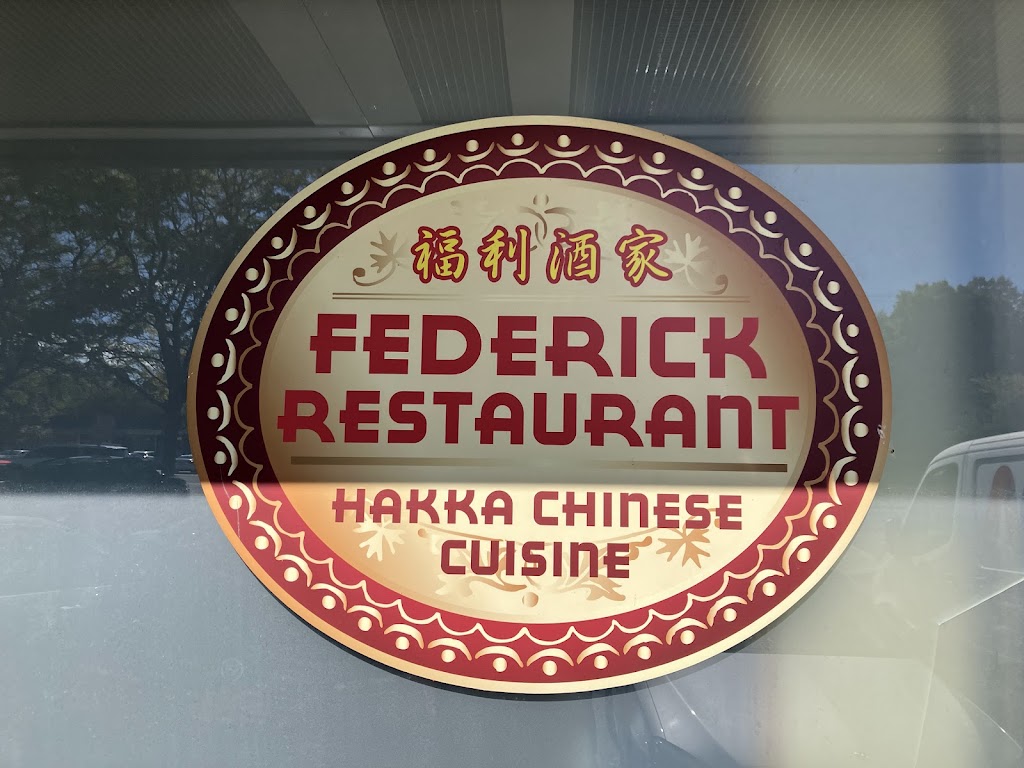 福利酒家
FEDERICK
RESTAURANT
HAKKA CHINESE
CUISINE